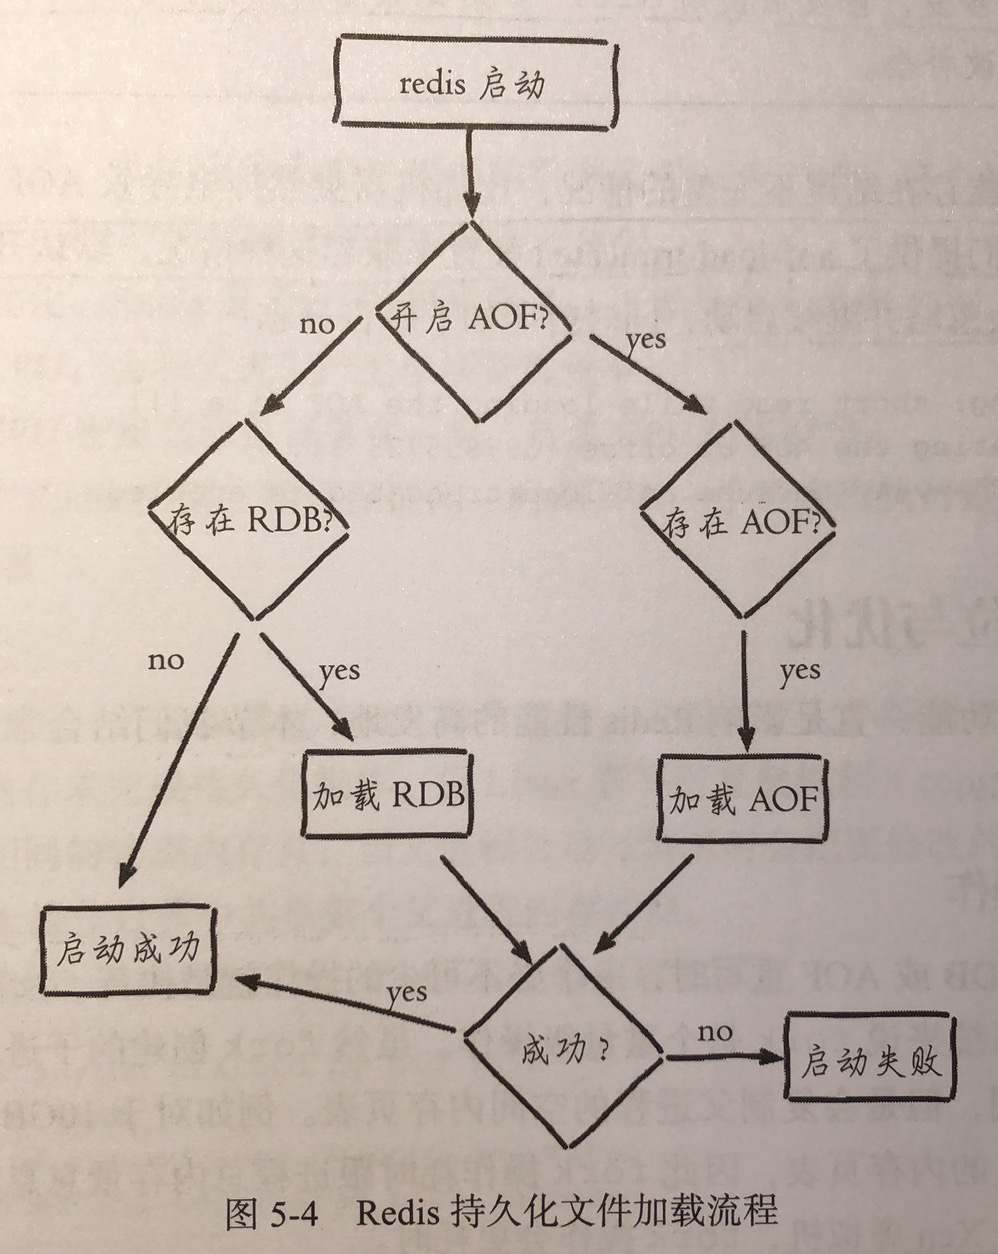 redis 启动
开启 AOF?
no
yes
存在 RDB?
存在 AOF?
no
yes
yes
加载 RDB
加载 AOF
启动成功
yes
成功？
no
启动失败
图 5-4 Redis 持久化文件加载流程